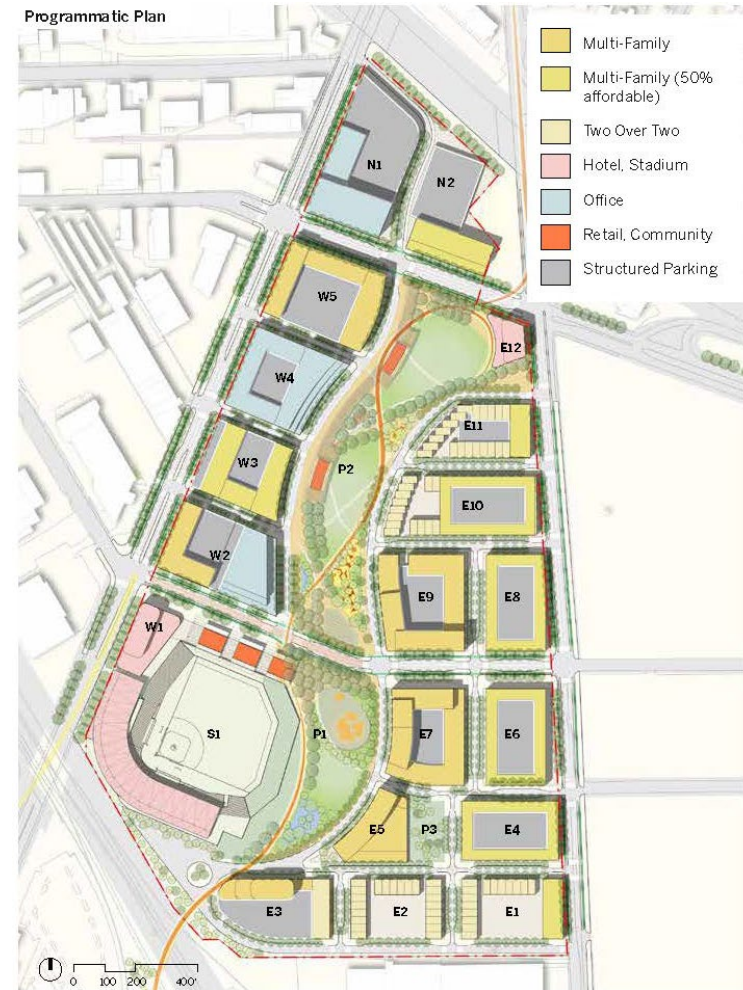 Programmatic Plan
Multi-Family
Multi-Family (50%
affordable)
Two Over Two
Hotel, Stadium
Office
Retail, Community
Structured Parking
N1
N2
W5
E12
W4
E11
W3
P2
E10
W2
E9
E8
W1
S1
P1
E7
E6
E5
P3
E4
E3
E2
E1
0 100 200 400'